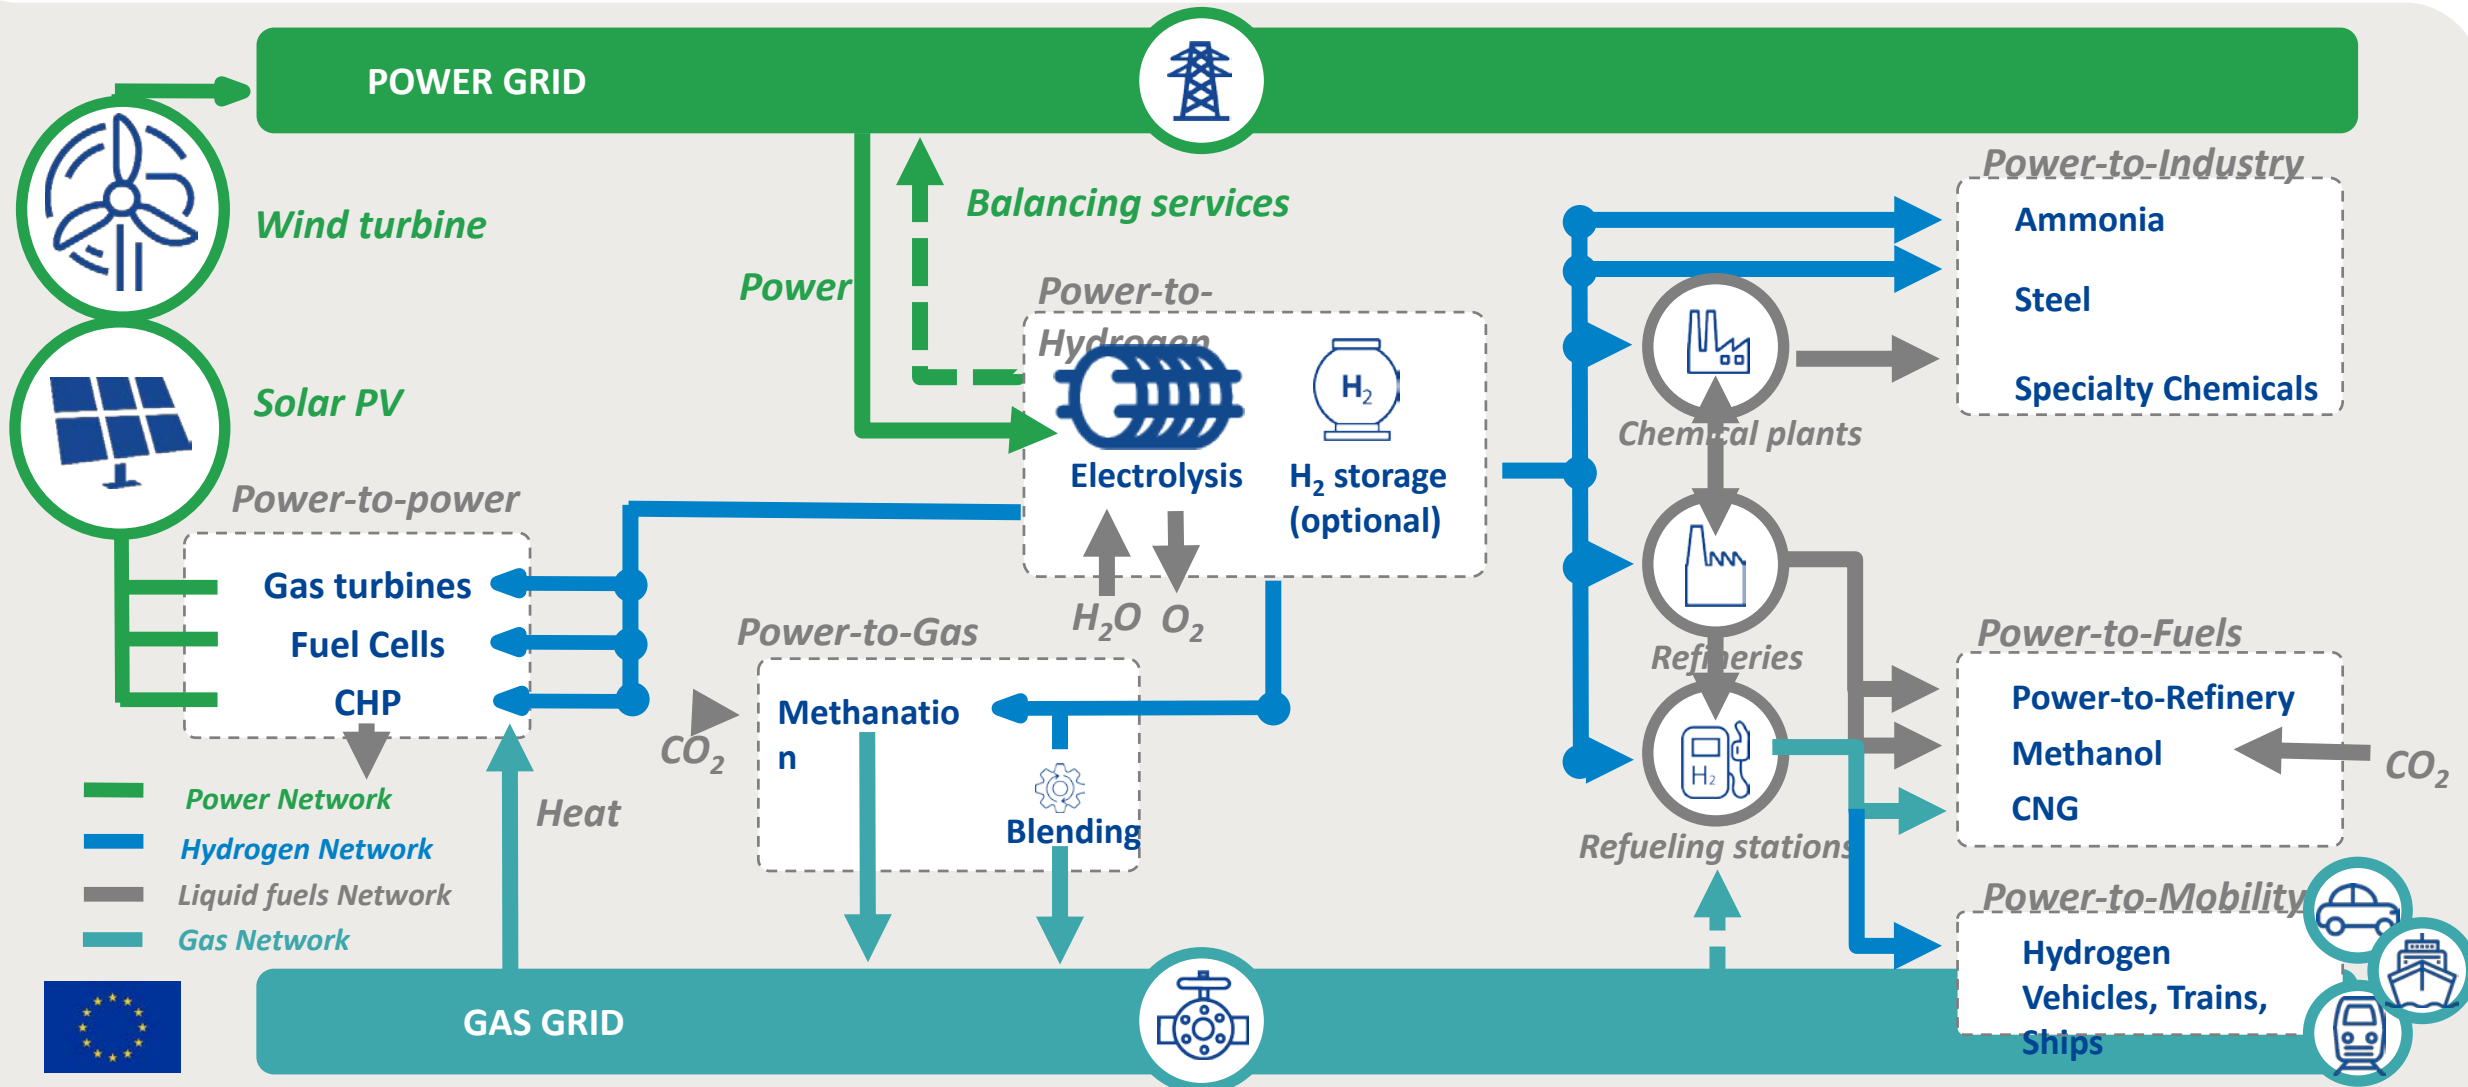 POWER GRID
Power-to-Industry
Ammonia
Steel
Specialty Chemicals
Wind turbine
Balancing services
Power
Power-to-
Hydrogen
Electrolysis
H₂
H₂ storage
(optional)
H₂O
O₂
Solar PV
Power-to-power
Gas turbines
Fuel Cells
CHP
Heat
Chemical plants
Refineries
H₂
Refueling stations
Power-to-Gas
CO₂
Methanatio
n
Blending
Power-to-Fuels
Power-to-Refinery
Methanol
CNG
CO₂
Power-to-Mobility
Hydrogen
Vehicles, Trains,
Ships
Power Network
Hydrogen Network
Liquid fuels Network
Gas Network
GAS GRID